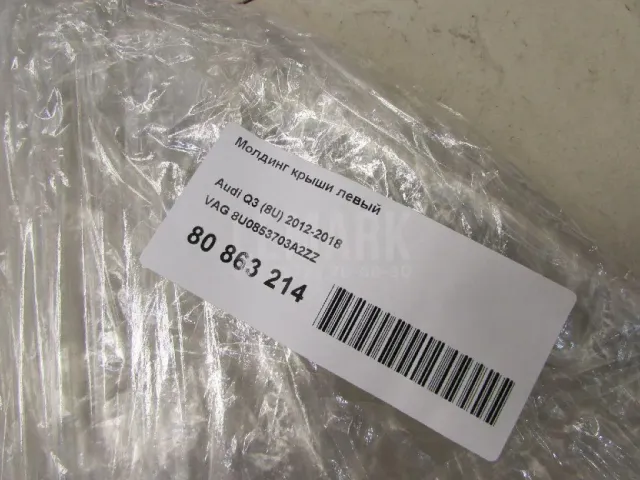 Молдинг крыши левый
Audi Q3 (8U) 2012-2018
VAG 8U0853703A2ZZ
80 863 214